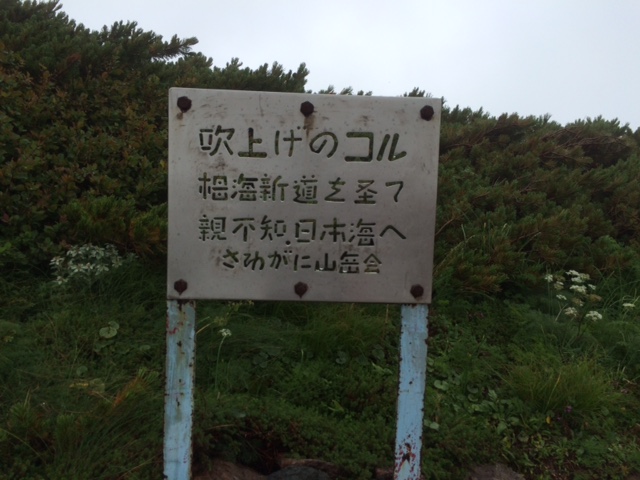 吹上げのコル
栂海新道を圣て
親不知.日本海へ
さわがに山岳会